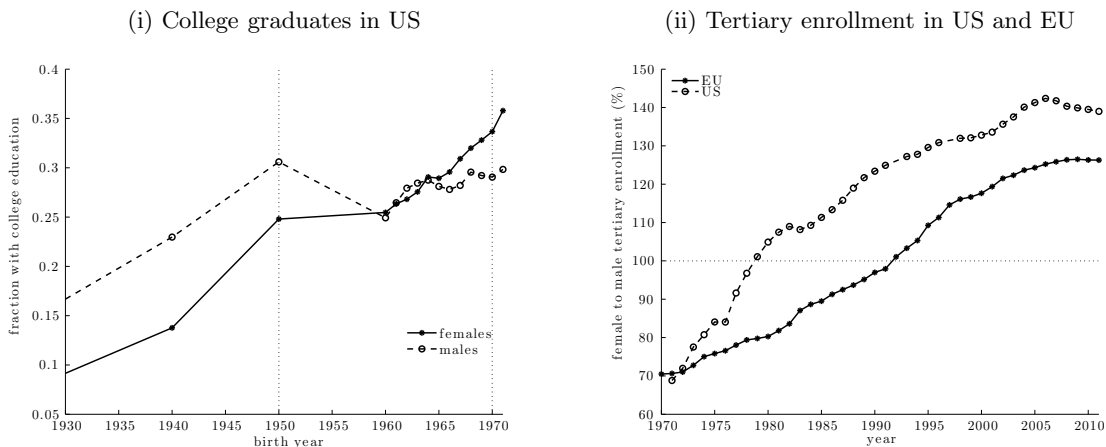 (i) College graduates in US
fraction with college education
0.4
0.35
0.3
0.25
0.2
0.15
0.1
0.05
females
males
1930 1935 1940 1945 1950 1955 1960 1965 1970
birth year
(ii) Tertiary enrollment in US and EU
female to male tertiary enrollment (%)
150
140
130
120
110
100
90
80
70
60
EU
US
1970 1975 1980 1985 1990 1995 2000 2005 2010
year